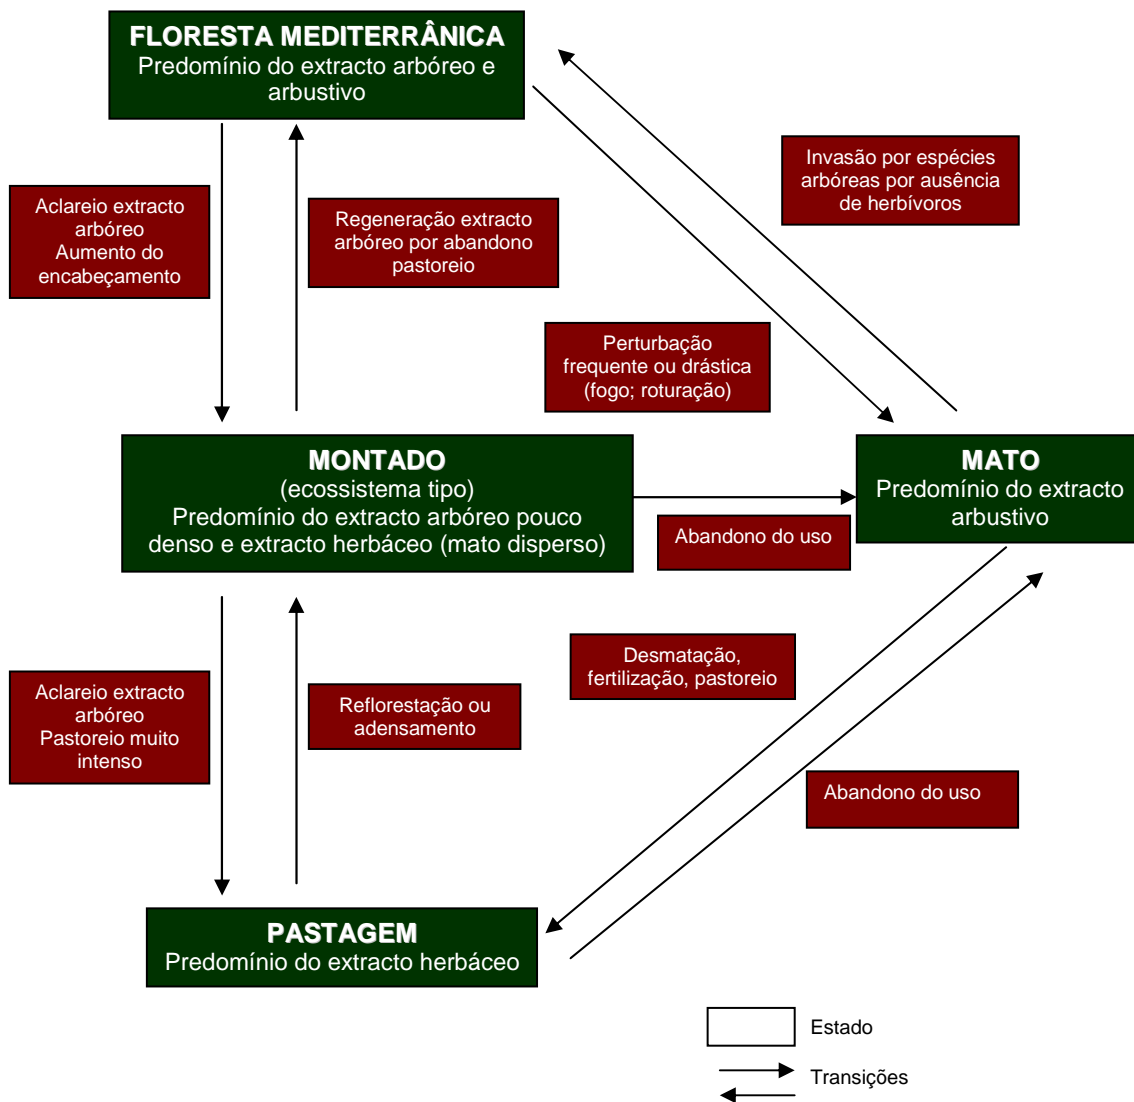 FLORESTA MEDITERRÂNICA
Predomínio do extracto arbóreo e
arbustivo
Invasão por espécies
arbóreas por ausência
de herbívoros
Aclareio extracto
arbóreo
Aumento do
encabeçamento
Regeneração extracto
arbóreo por abandono
pastoreio
Perturbação
frequente ou drástica
(fogo; roturação)
MONTADO
(ecossistema tipo)
Predomínio do extracto arbóreo pouco
denso e extracto herbáceo (mato disperso)
Abandono do uso
MATO
Predomínio do extracto
arbustivo
Aclareio extracto
arbóreo
Pastoreio muito
intenso
Reflorestação ou
adensamento
Desmatação,
fertilização, pastoreio
Abandono do uso
PASTAGEM
Predomínio do extracto herbáceo
Estado
Transições